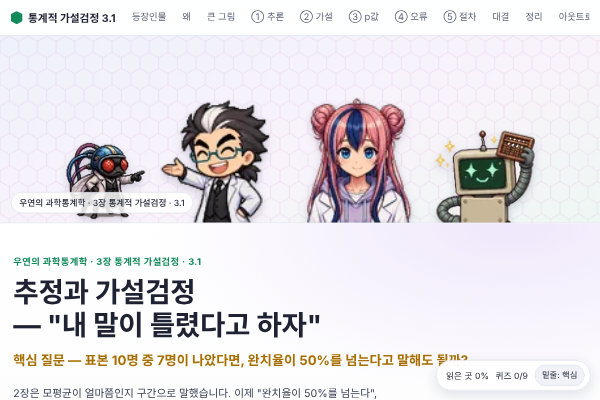 통계적 가설검정 3.1 등장인물 왜 큰 그림 ① 추론 ② 가설 ③ p값 ④ 오류 ⑤ 절차 대결 정리 아웃트로
우연의 과학통계학 · 3장 통계적 가설검정 · 3.1
우연의 과학통계학 · 3장 통계적 가설검정 · 3.1
추정과 가설검정
— "내 말이 틀렸다고 하자"
핵심 질문 — 표본 10명 중 7명이 나았다면, 완치율이 50%를 넘는다고 말해도 될까?
읽은 곳 0% 퀴즈 0/9 밑줄: 핵심
2장은 모평균이 얼마쯤인지 구간으로 말했습니다. 이제 "완치율이 50%를 넘는다",